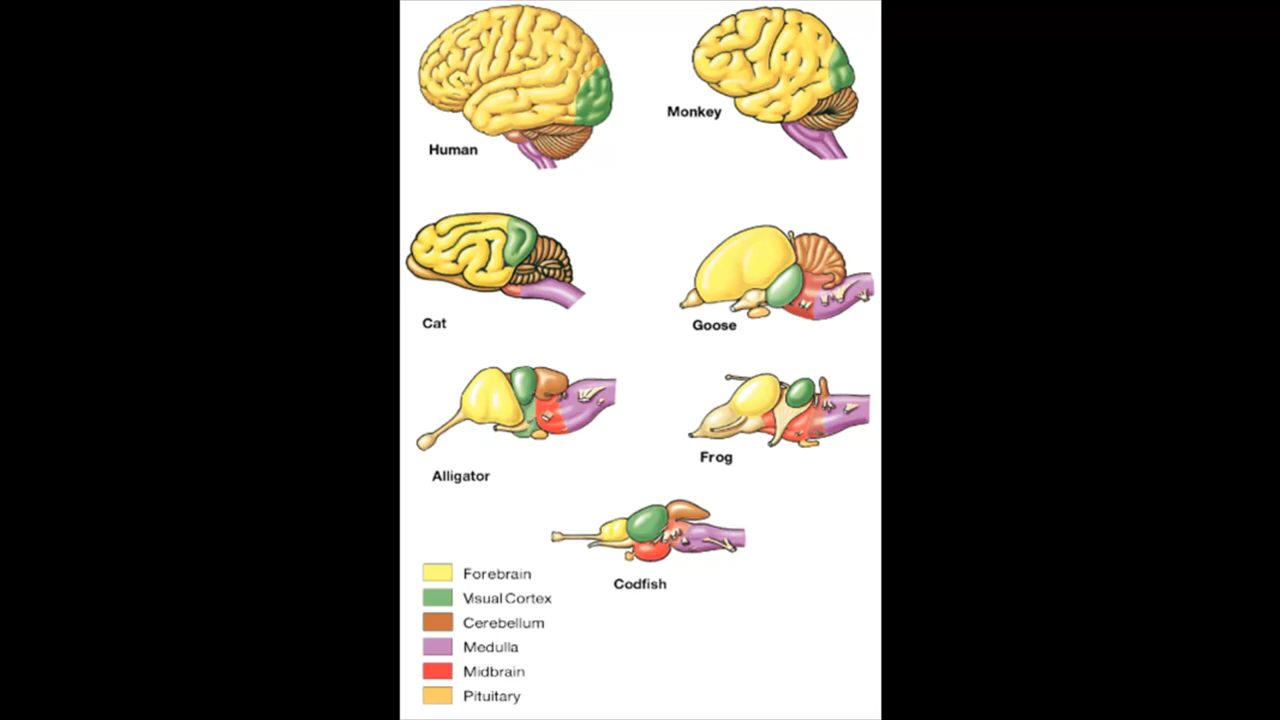 Human
Monkey
Cat
Goose
Alligator
Frog
Codfish
Forebrain
Visual Cortex
Cerebellum
Medulla
Midbrain
Pituitary